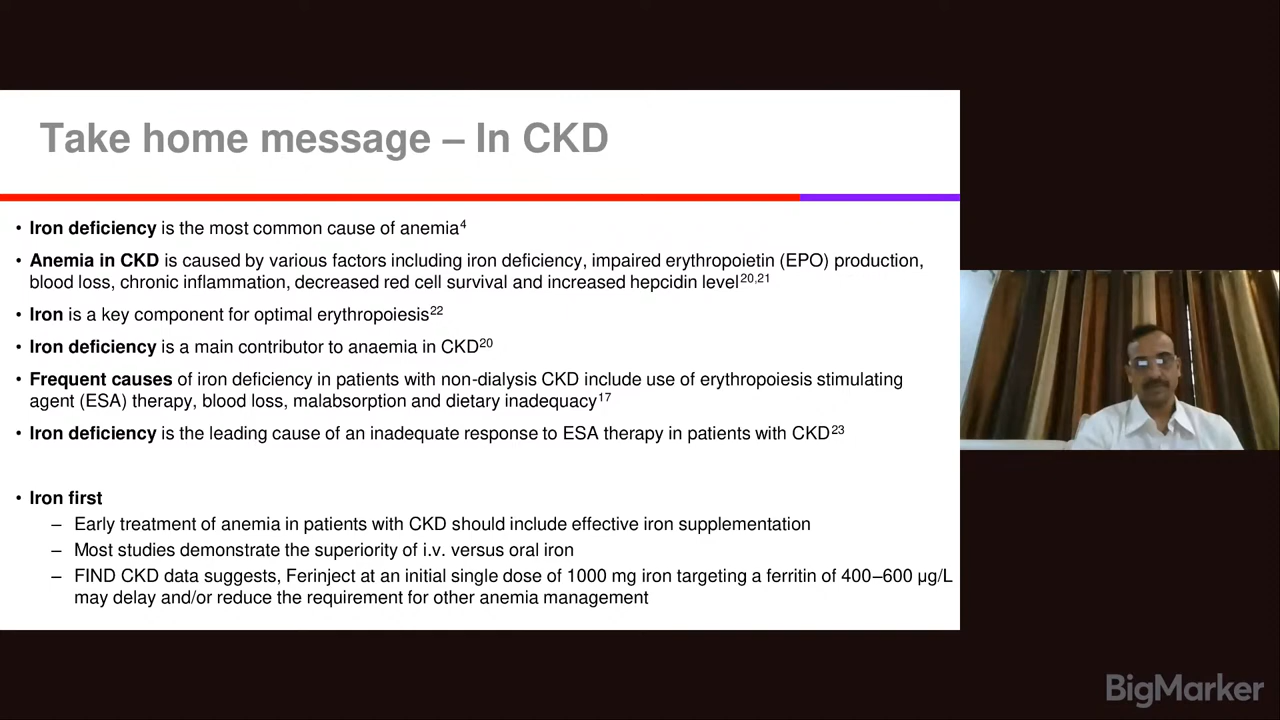 Take home message – In CKD
• Iron deficiency is the most common cause of anemia4
• Anemia in CKD is caused by various factors including iron deficiency, impaired erythropoietin (EPO) production,
blood loss, chronic inflammation, decreased red cell survival and increased hepcidin level20,21
• Iron is a key component for optimal erythropoiesis22
• Iron deficiency is a main contributor to anaemia in CKD20
• Frequent causes of iron deficiency in patients with non-dialysis CKD include use of erythropoiesis stimulating
agent (ESA) therapy, blood loss, malabsorption and dietary inadequacy17
• Iron deficiency is the leading cause of an inadequate response to ESA therapy in patients with CKD23
• Iron first
– Early treatment of anemia in patients with CKD should include effective iron supplementation
– Most studies demonstrate the superiority of i.v. versus oral iron
– FIND CKD data suggests, Ferinject at an initial single dose of 1000 mg iron targeting a ferritin of 400–600 µg/L
may delay and/or reduce the requirement for other anemia management
BigMarker